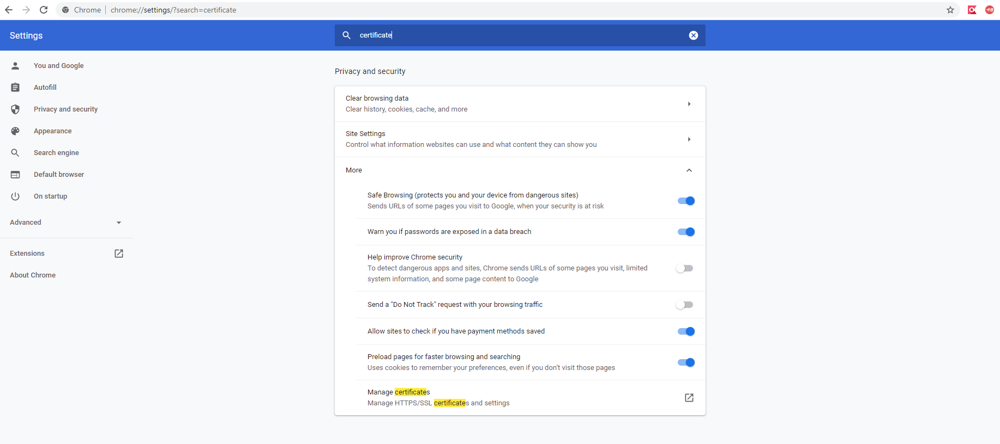 Chrome chrome://settings/?search=certificate
Settings
certificate
You and Google
Autofill
Privacy and security
Appearance
Search engine
Default browser
On startup
Advanced
Extensions
About Chrome
Privacy and security
Clear browsing data
Clear history, cookies, cache, and more
Site Settings
Control what information websites can use and what content they can show you
More
Safe Browsing (protects you and your device from dangerous sites)
Sends URLs of some pages you visit to Google, when your security is at risk
Warn you if passwords are exposed in a data breach
Help improve Chrome security
To detect dangerous apps and sites, Chrome sends URLs of some pages you visit, limited
system information, and some page content to Google
Send a "Do Not Track" request with your browsing traffic
Allow sites to check if you have payment methods saved
Preload pages for faster browsing and searching
Uses cookies to remember your preferences, even if you don't visit those pages
Manage certificates
Manage HTTPS/SSL certificates and settings